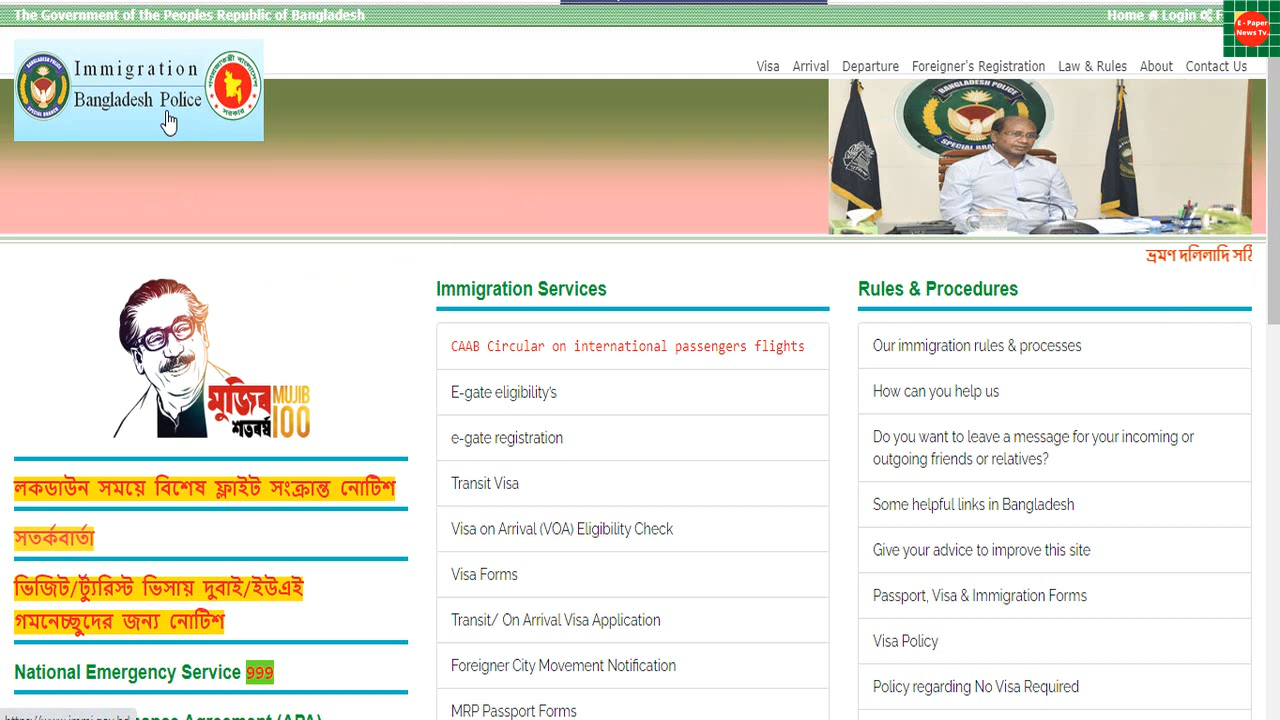 The Government of the Peoples Republic of Bangladesh
Home Login
E - Paper
News Tv
Immigration
Bangladesh Police
Visa Arrival Departure Foreigner's Registration Law & Rules About Contact Us
BANGLADESH POLICE
SPECIAL
ভ্রমণ দলিলাদি
Immigration Services
CAAB Circular on international passengers flights
E-gate eligibility's
e-gate registration
Transit Visa
Visa on Arrival (VOA) Eligibility Check
Visa Forms
Transit/ On Arrival Visa Application
Foreigner City Movement Notification
MRP Passport Forms
Rules & Procedures
Our immigration rules & processes
How can you help us
Do you want to leave a message for your incoming or
outgoing friends or relatives?
Some helpful links in Bangladesh
Give your advice to improve this site
Passport, Visa & Immigration Forms
Visa Policy
Policy regarding No Visa Required
মুজিব
শতবর্ষ
MUJIB
100
লকডাউন সময়ে বিশেষ ফ্লাইট সংক্রান্ত নোটিশ
সতর্কবার্তা
ভিজিট/ট্যুরিস্ট ভিসায় দুবাই/ইউএই
গমনেচ্ছুদের জন্য নোটিশ
National Emergency Service 999
Agreement (APA)